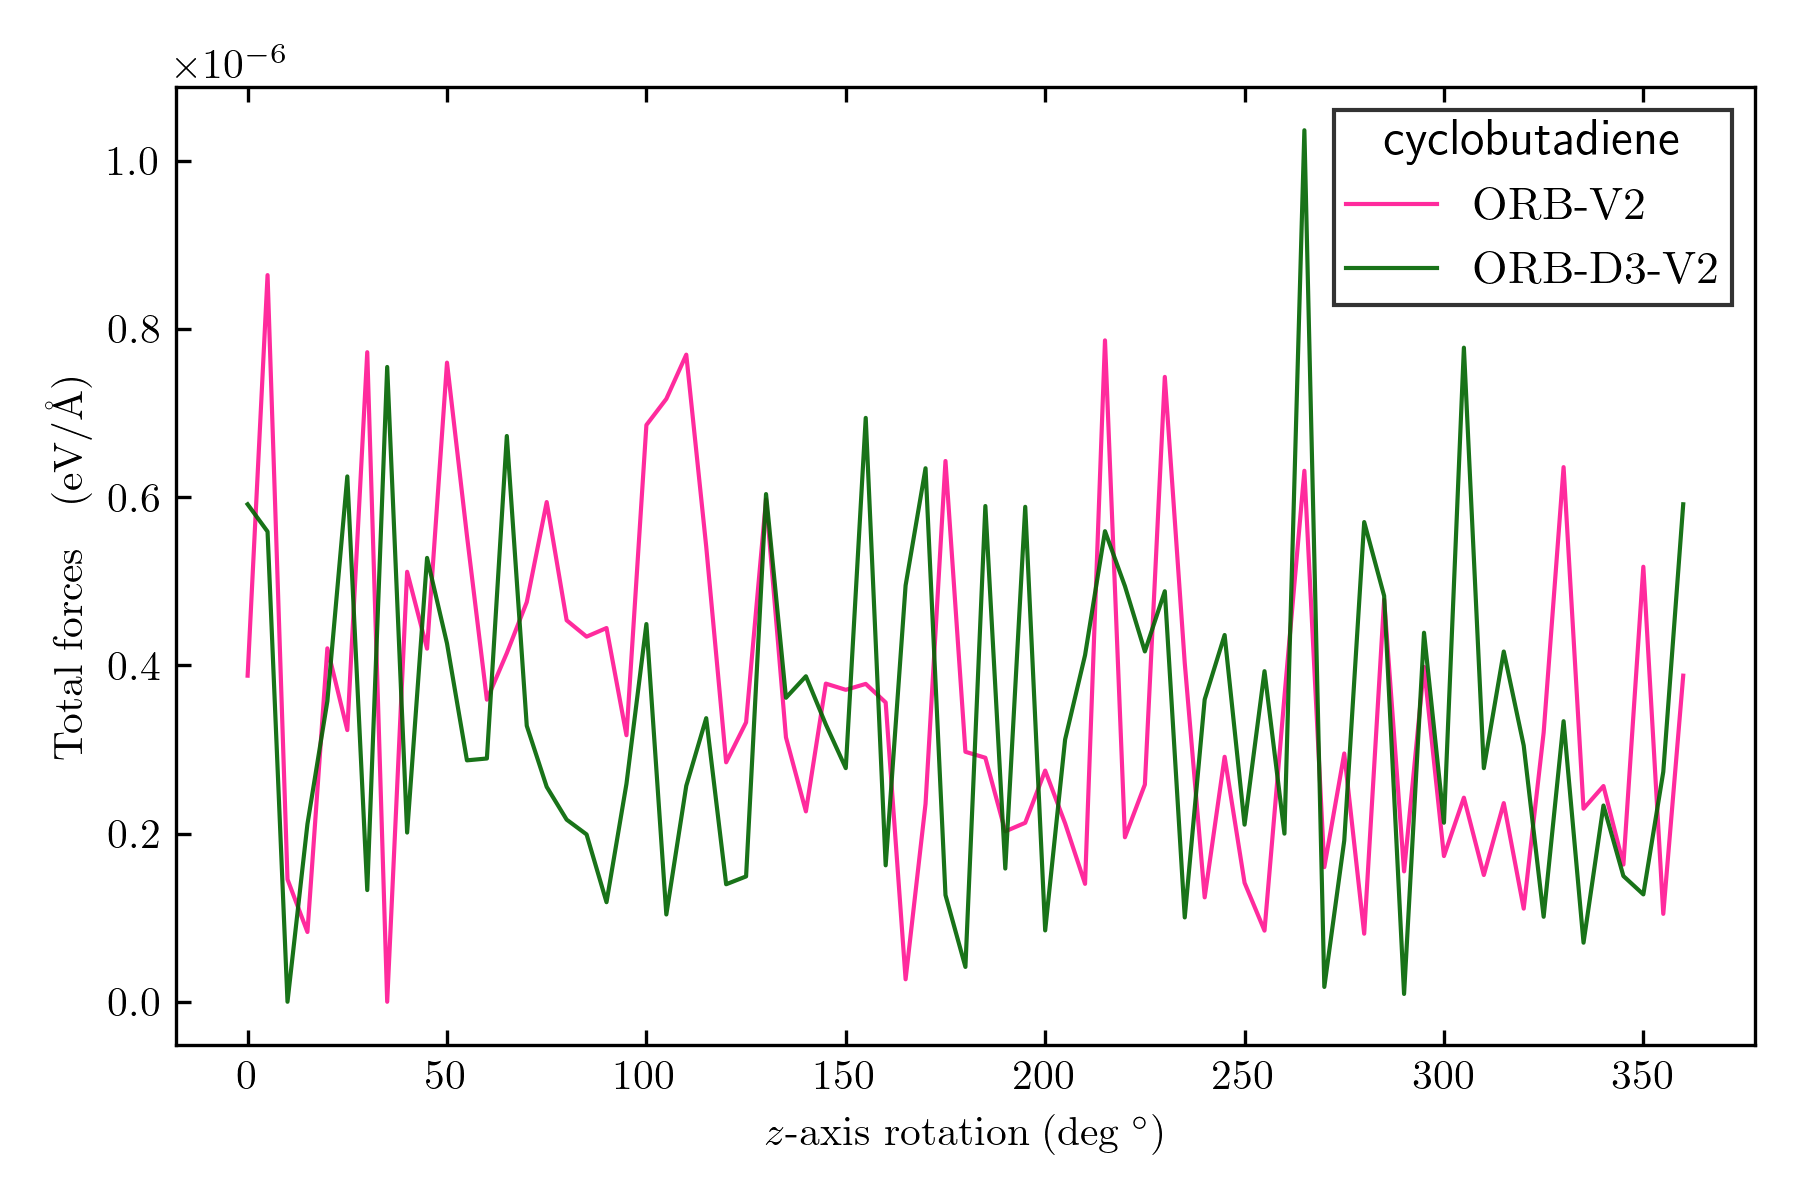 ×10⁻⁶
1.0
0.8
0.6
0.4
0.2
0.0
Total forces (eV/Å)
cyclobutadiene
ORB-V2
ORB-D3-V2
0 50 100 150 200 250 300 350
z-axis rotation (deg °)